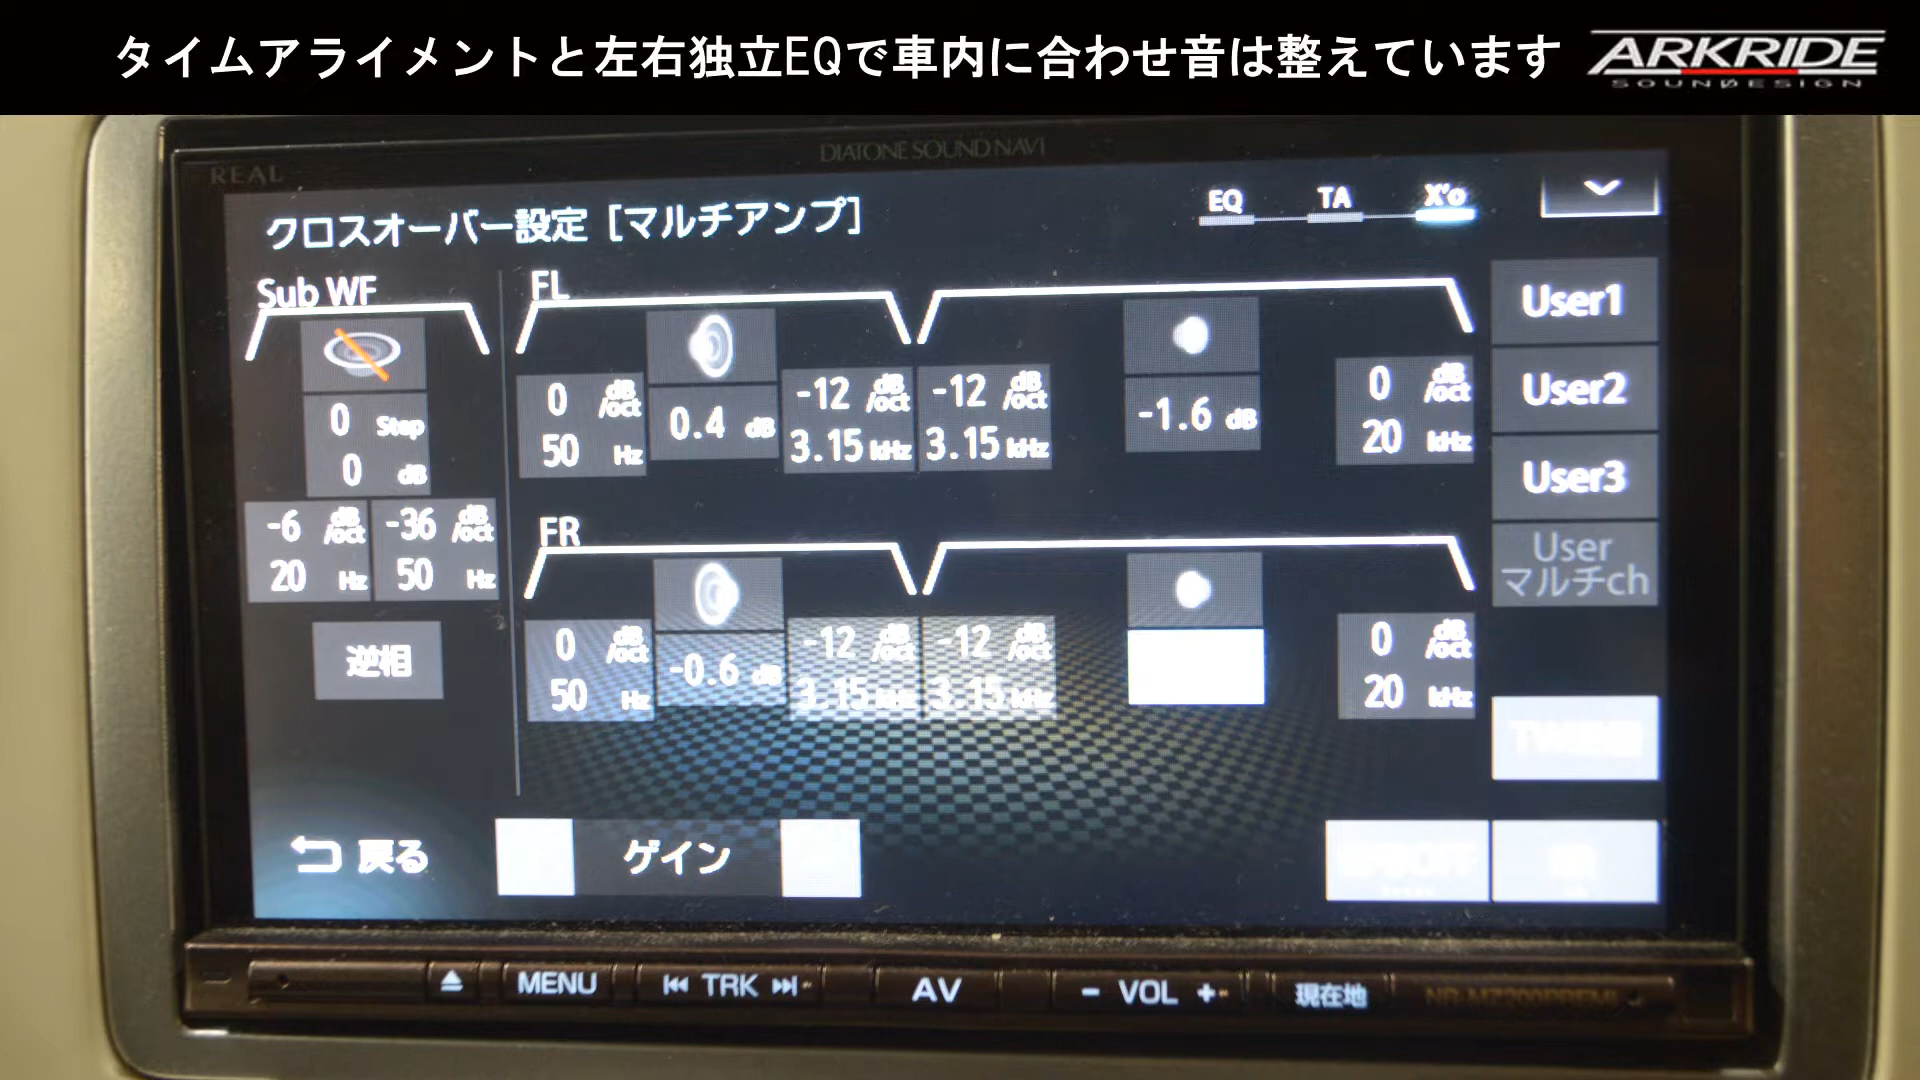 タイムアライメントと左右独立EQで車内に合わせ音は整えています
ARKRIDE
SOUNDESIGN
REAL
DIATONE SOUND NAVI
クロスオーバー設定 [マルチアンプ]
EQ TA X'o
Sub WF
FL
0 Step
0 dB
-6 dB/oct -36 dB/oct
20 Hz 50 Hz
逆相
0 dB/oct 0.4 dB -12 dB/oct -12 dB/oct -1.6 dB 0 dB/oct
50 Hz 3.15 kHz 3.15 kHz 20 kHz
FR
0 dB/oct -0.6 dB -12 dB/oct -12 dB/oct 0 dB/oct
50 Hz 3.15 kHz 3.15 kHz 20 kHz
User1
User2
User3
User
マルチch
戻る
ゲイン
MENU TRK AV - VOL + 現在地